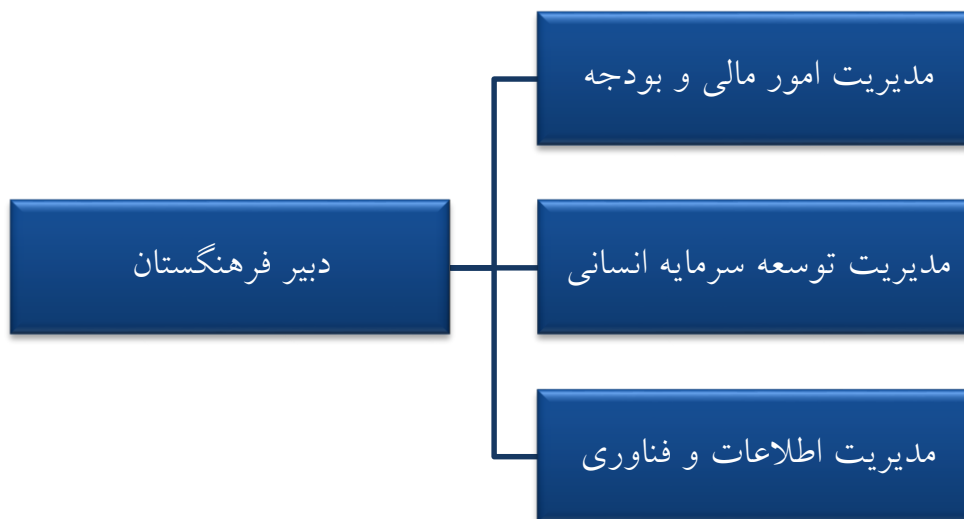 مدیریت امور مالی و بودجه
دبیر فرهنگستان
مدیریت توسعه سرمایه انسانی
مدیریت اطلاعات و فناوری